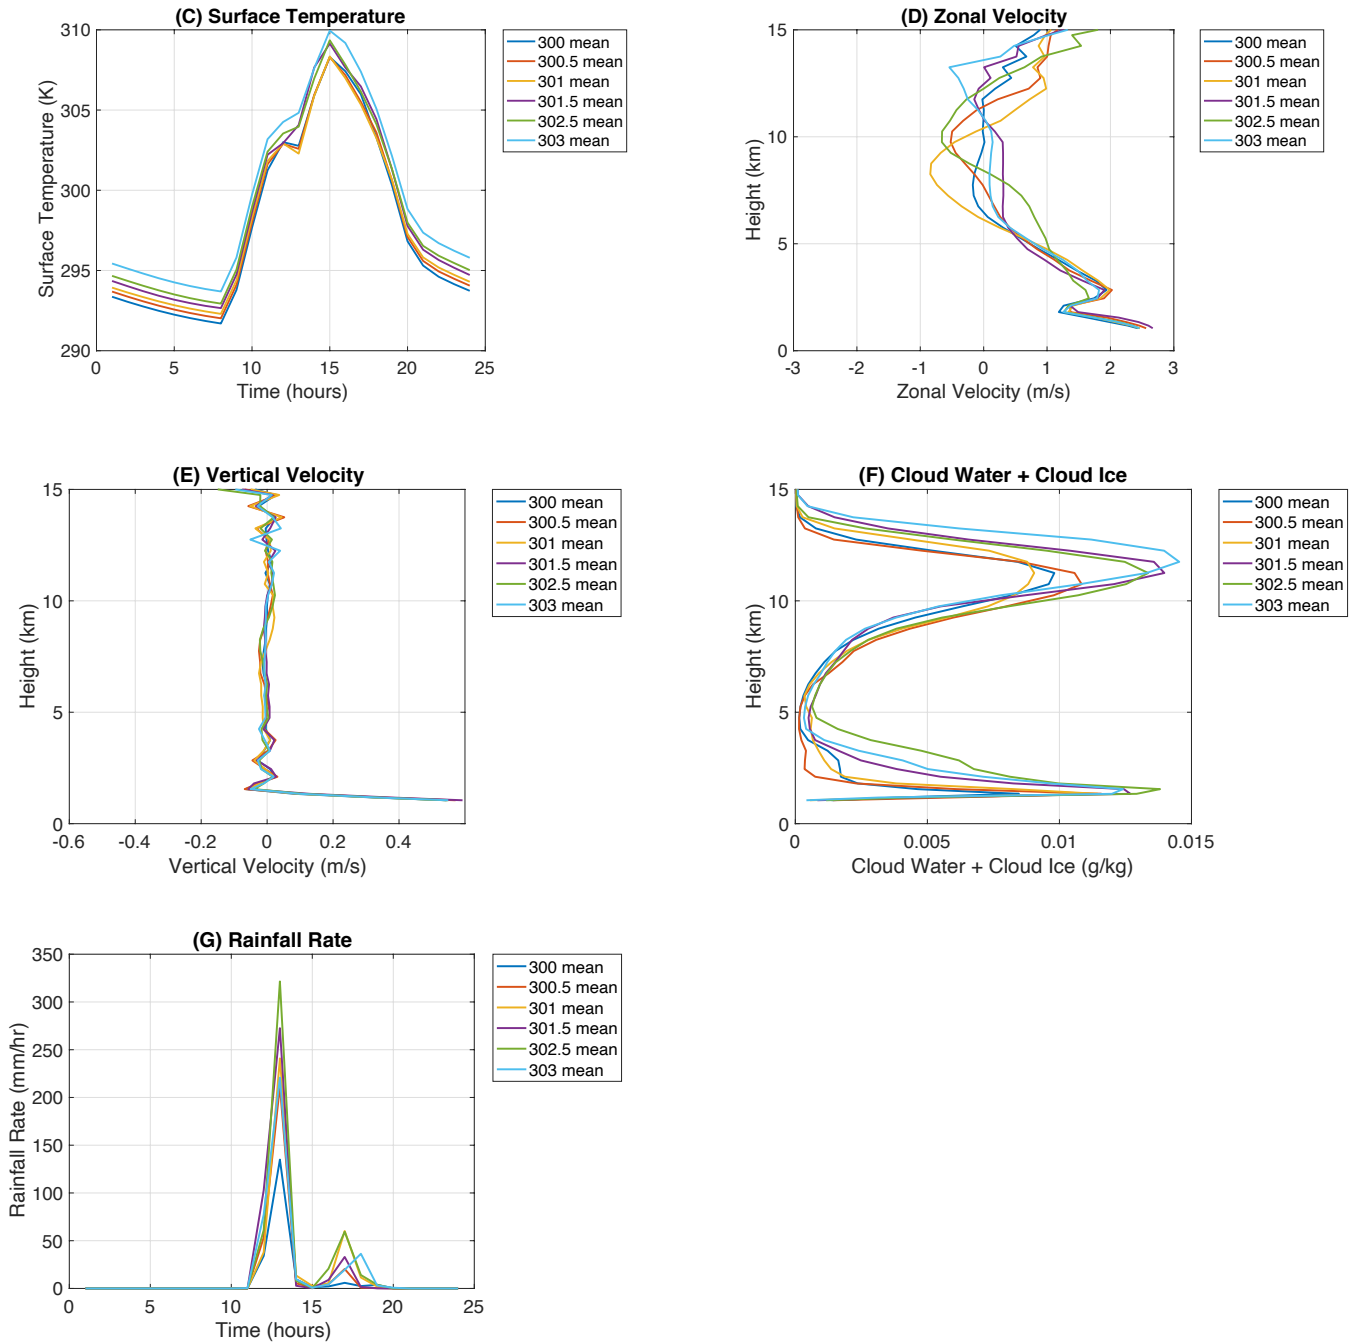 (C) Surface Temperature
310
305
300
295
290
Surface Temperature (K)
0
5
10
15
20
25
Time (hours)
300 mean
300.5 mean
301 mean
301.5 mean
302.5 mean
303 mean
(D) Zonal Velocity
15
10
5
0
Height (km)
-3
-2
-1
0
1
2
3
Zonal Velocity (m/s)
300 mean
300.5 mean
301 mean
301.5 mean
302.5 mean
303 mean
(E) Vertical Velocity
15
10
5
0
Height (km)
-0.6
-0.4
-0.2
0
0.2
0.4
Vertical Velocity (m/s)
300 mean
300.5 mean
301 mean
301.5 mean
302.5 mean
303 mean
(F) Cloud Water + Cloud Ice
15
10
5
0
Height (km)
0
0.005
0.01
0.015
Cloud Water + Cloud Ice (g/kg)
300 mean
300.5 mean
301 mean
301.5 mean
302.5 mean
303 mean
(G) Rainfall Rate
350
300
250
200
150
100
50
0
Rainfall Rate (mm/hr)
0
5
10
15
20
25
Time (hours)
300 mean
300.5 mean
301 mean
301.5 mean
302.5 mean
303 mean